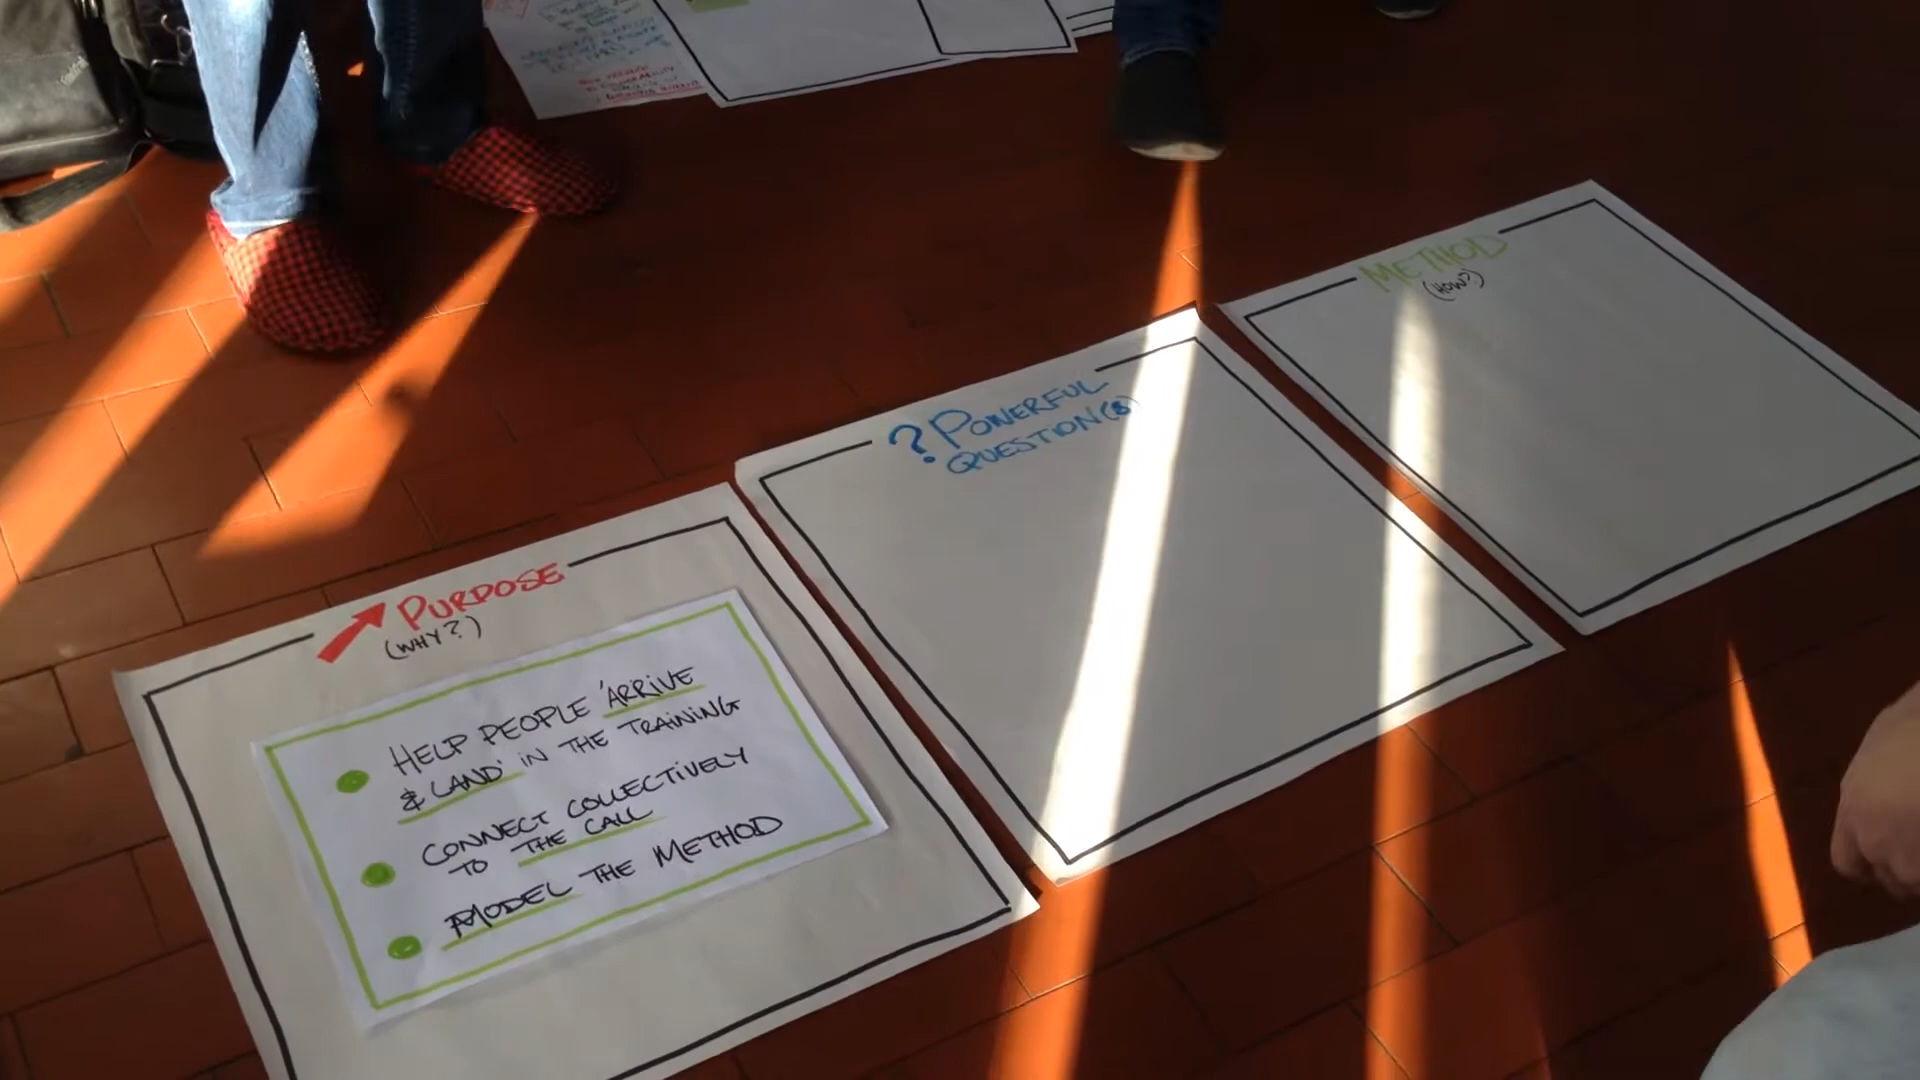 PURPOSE
(WHY?)
HELP PEOPLE 'ARRIVE
& LAND' IN THE TRAINING
CONNECT COLLECTIVELY
TO THE CALL
MODEL THE METHOD
? POWERFUL
QUESTION(S)
METHOD
(HOW?)